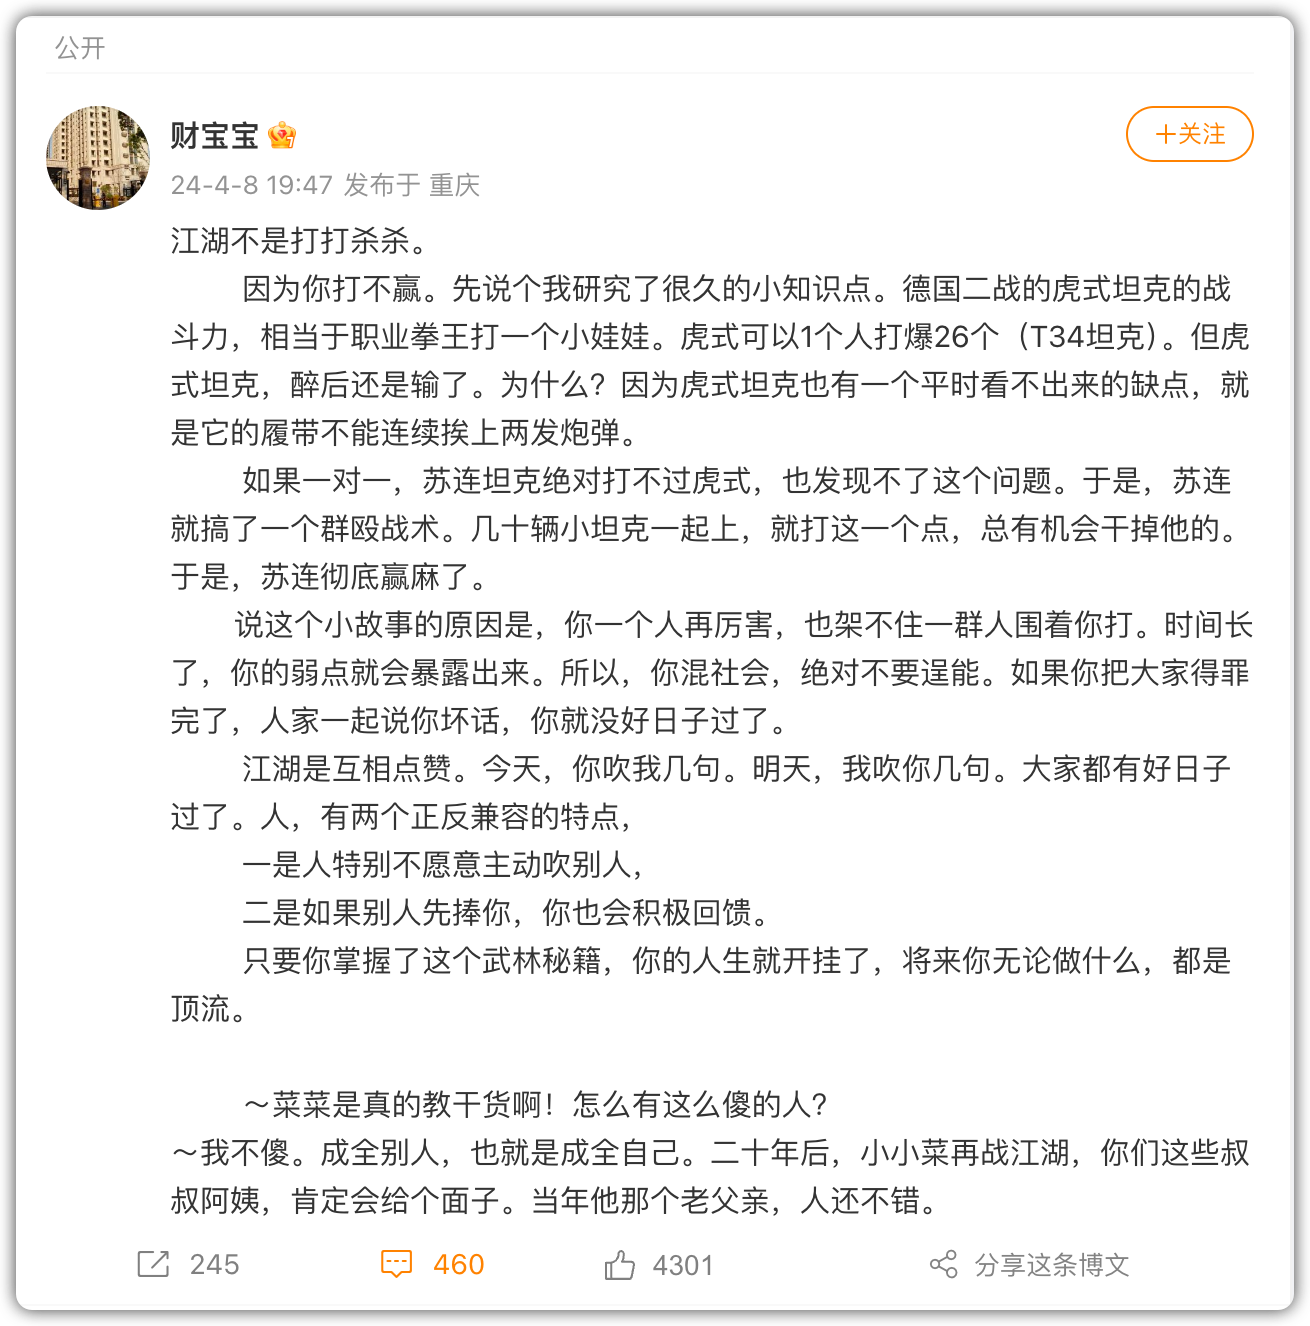 公开
财宝宝
+关注
24-4-8 19:47 发布于 重庆
江湖不是打打杀杀。
因为你打不赢。先说个我研究了很久的小知识点。德国二战的虎式坦克的战
斗力，相当于职业拳王打一个小娃娃。虎式可以1个人打爆26个（T34坦克）。但虎
式坦克，醉后还是输了。为什么？因为虎式坦克也有一个平时看不出来的缺点，就
是它的履带不能连续挨上两发炮弹。
如果一对一，苏连坦克绝对打不过虎式，也发现不了这个问题。于是，苏连
就搞了一个群殴战术。几十辆小坦克一起上，就打这一个点，总有机会干掉他的。
于是，苏连彻底赢麻了。
说这个小故事的原因是，你一个人再厉害，也架不住一群人围着你打。时间长
了，你的弱点就会暴露出来。所以，你混社会，绝对不要逞能。如果你把大家得罪
完了，人家一起说你坏话，你就没好日子过了。
江湖是互相点赞。今天，你吹我几句。明天，我吹你几句。大家都有好日子
过了。人，有两个正反兼容的特点，
一是人特别不愿意主动吹别人，
二是如果别人先捧你，你也会积极回馈。
只要你掌握了这个武林秘籍，你的人生就开挂了，将来你无论做什么，都是
顶流。
～菜菜是真的教干货啊！怎么有这么傻的人？
～我不傻。成全别人，也就是成全自己。二十年后，小小菜再战江湖，你们这些叔
叔阿姨，肯定会给个面子。当年他那个老父亲，人还不错。
245 460 4301 分享这条博文